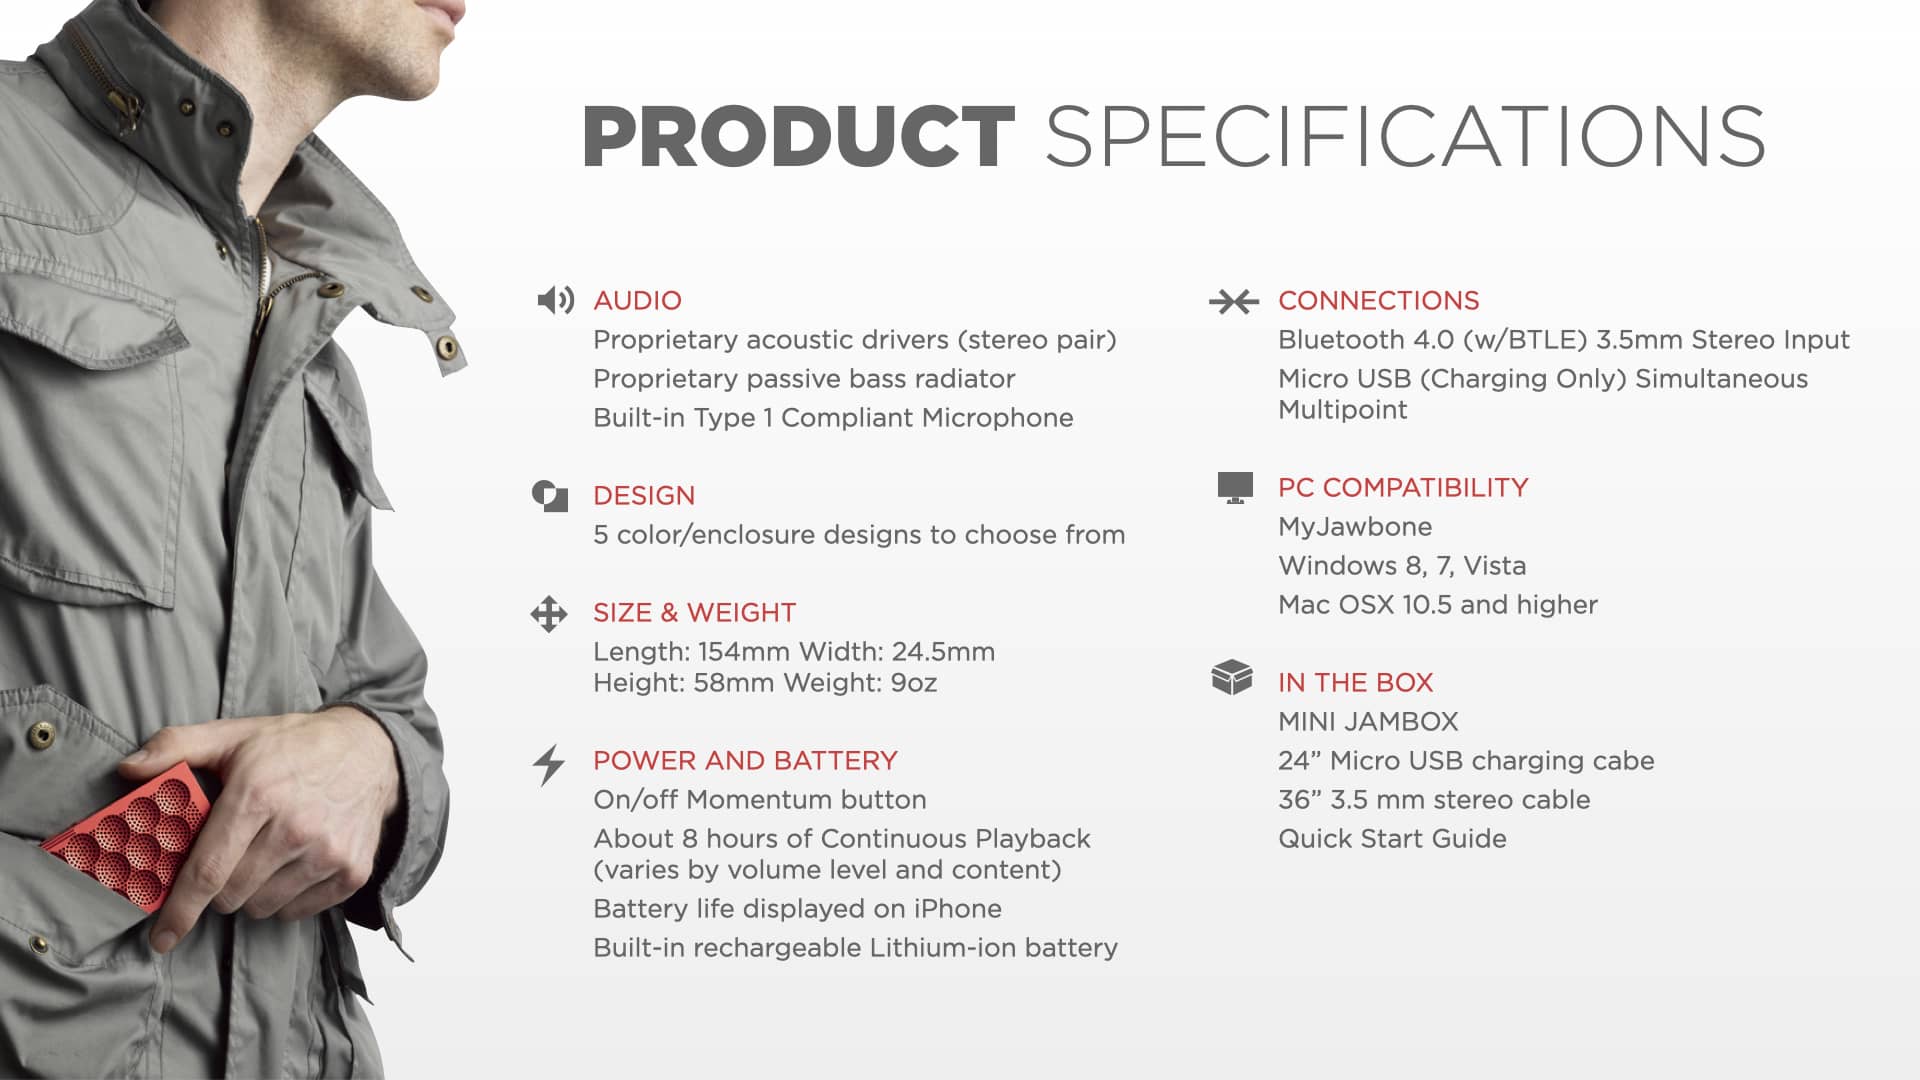 PRODUCT SPECIFICATIONS
AUDIO
Proprietary acoustic drivers (stereo pair)
Proprietary passive bass radiator
Built-in Type 1 Compliant Microphone
DESIGN
5 color/enclosure designs to choose from
SIZE & WEIGHT
Length: 154mm Width: 24.5mm
Height: 58mm Weight: 9oz
POWER AND BATTERY
On/off Momentum button
About 8 hours of Continuous Playback
(varies by volume level and content)
Battery life displayed on iPhone
Built-in rechargeable Lithium-ion battery
CONNECTIONS
Bluetooth 4.0 (w/BTLE) 3.5mm Stereo Input
Micro USB (Charging Only) Simultaneous
Multipoint
PC COMPATIBILITY
MyJawbone
Windows 8, 7, Vista
Mac OSX 10.5 and higher
IN THE BOX
MINI JAMBOX
24” Micro USB charging cabe
36” 3.5 mm stereo cable
Quick Start Guide